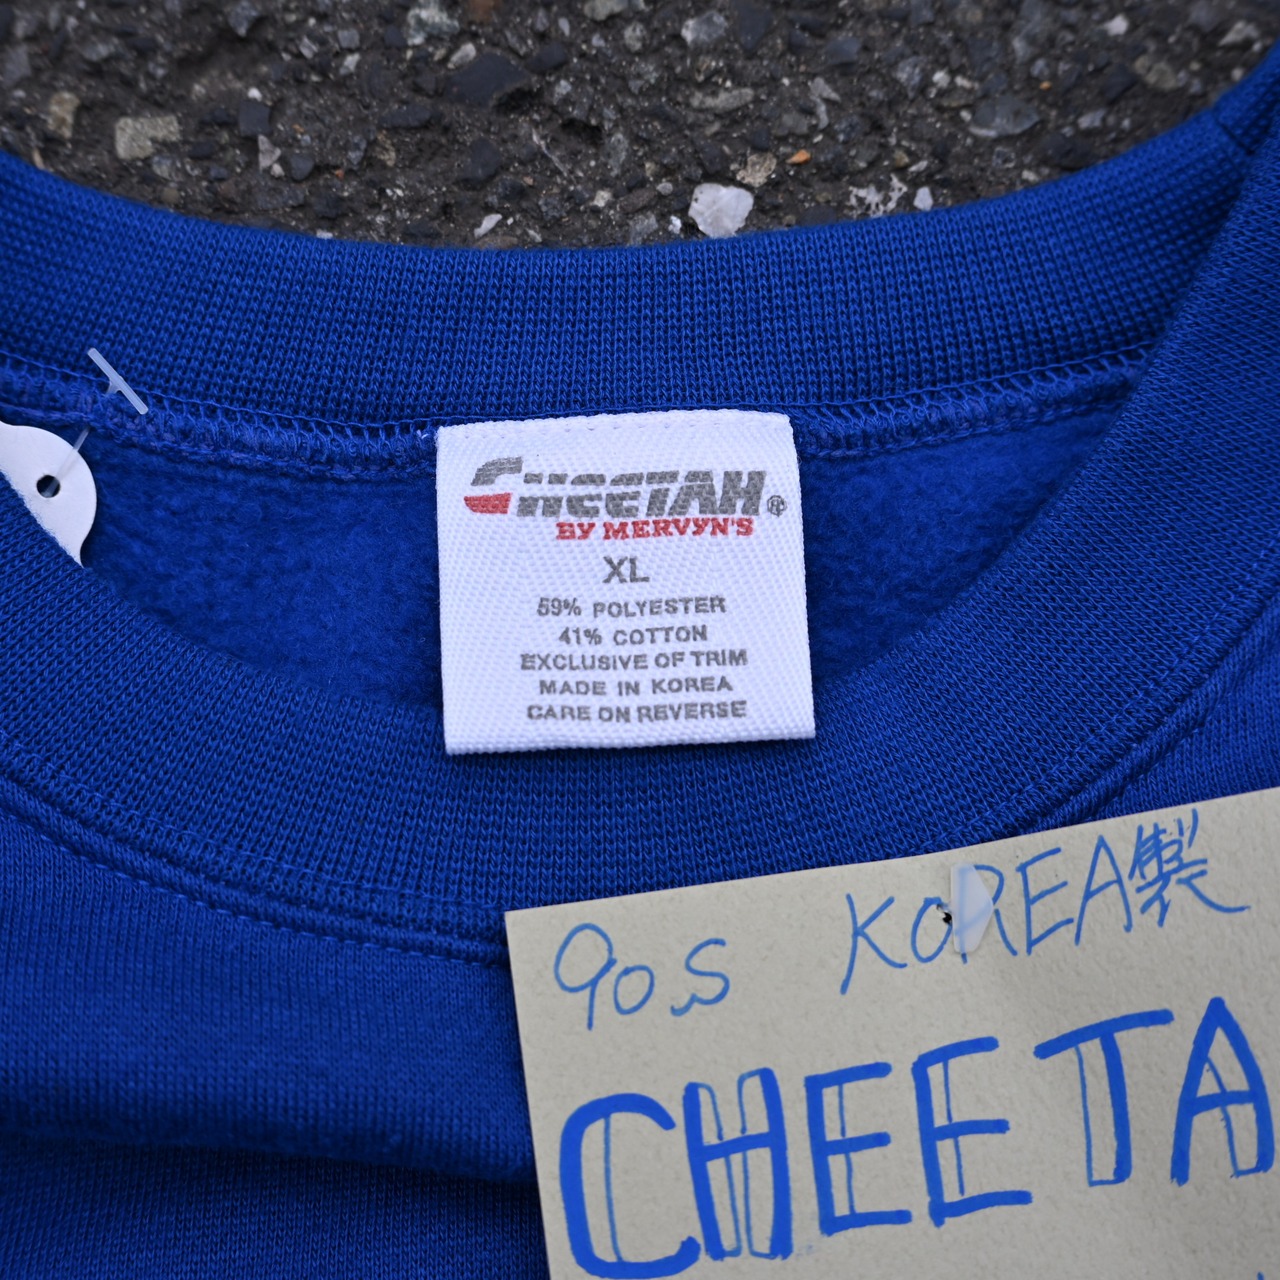 CHEETAH®
BY MERVYN'S
XL
59% POLYESTER
41% COTTON
EXCLUSIVE OF TRIM
MADE IN KOREA
CARE ON REVERSE
90s KOREA製
CHEETA